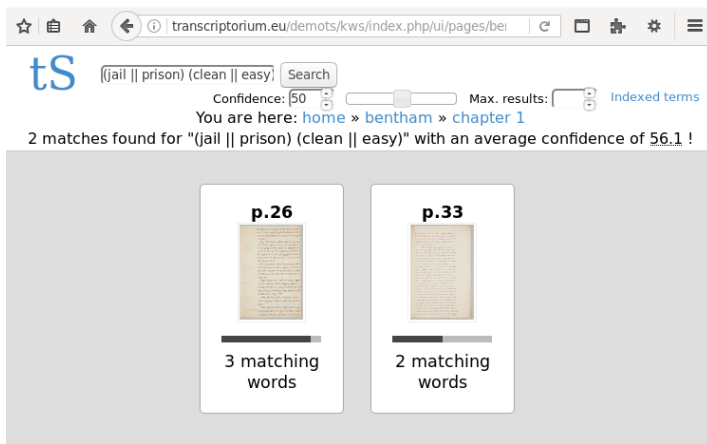 transcriptorium.eu/demots/kws/index.php/ui/pages/be
tS
(jail || prison) (clean || easy)
Search
Confidence: 50
Max. results:
Indexed terms
You are here: home » bentham » chapter 1
2 matches found for "(jail || prison) (clean || easy)" with an average confidence of 56.1 !
p.26
p.33
3 matching
words
2 matching
words